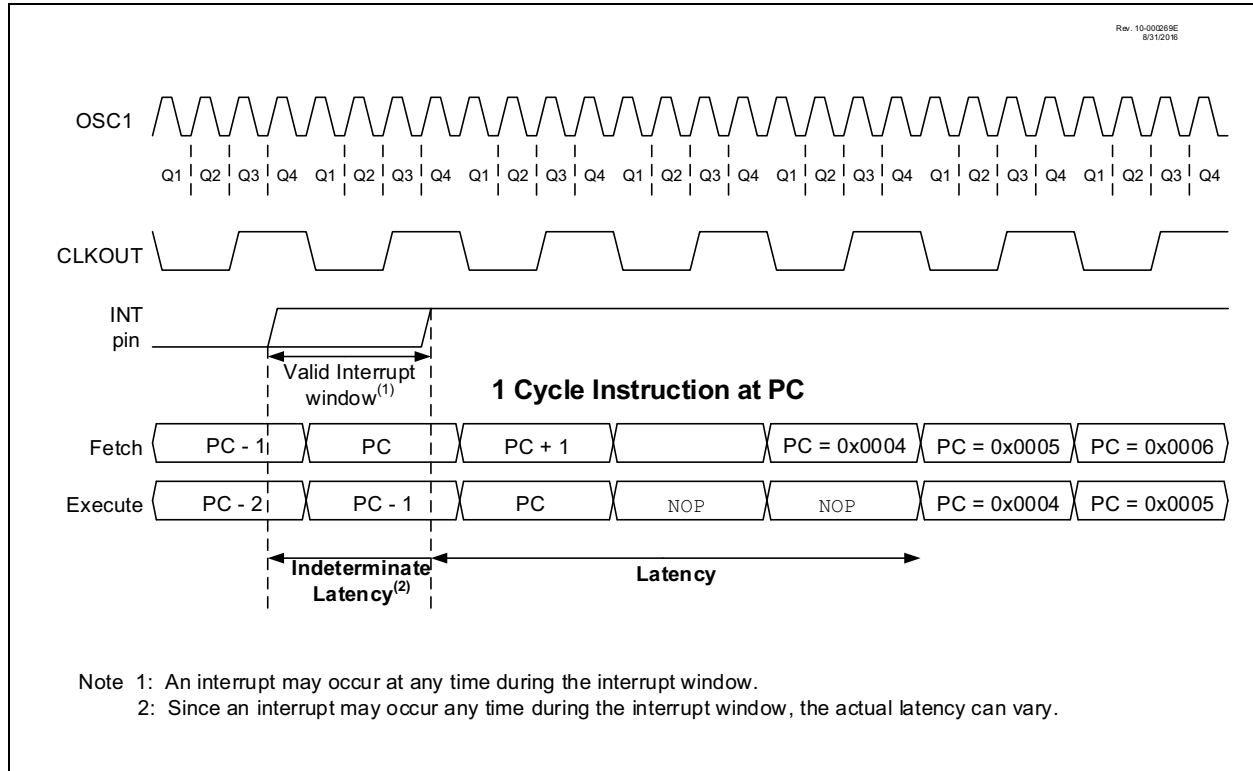 Rev. 10-000269E
8/31/2016
OSC1
Q1 Q2 Q3 Q4 Q1 Q2 Q3 Q4 Q1 Q2 Q3 Q4 Q1 Q2 Q3 Q4 Q1 Q2 Q3 Q4 Q1 Q2 Q3 Q4 Q1 Q2 Q3 Q4
CLKOUT
INT
pin
Valid Interrupt
window(1)
1 Cycle Instruction at PC
Fetch PC - 1 PC PC + 1 PC = 0x0004 PC = 0x0005 PC = 0x0006
Execute PC - 2 PC - 1 PC NOP NOP PC = 0x0004 PC = 0x0005
Indeterminate
Latency(2)
Latency
Note 1: An interrupt may occur at any time during the interrupt window.
2: Since an interrupt may occur any time during the interrupt window, the actual latency can vary.